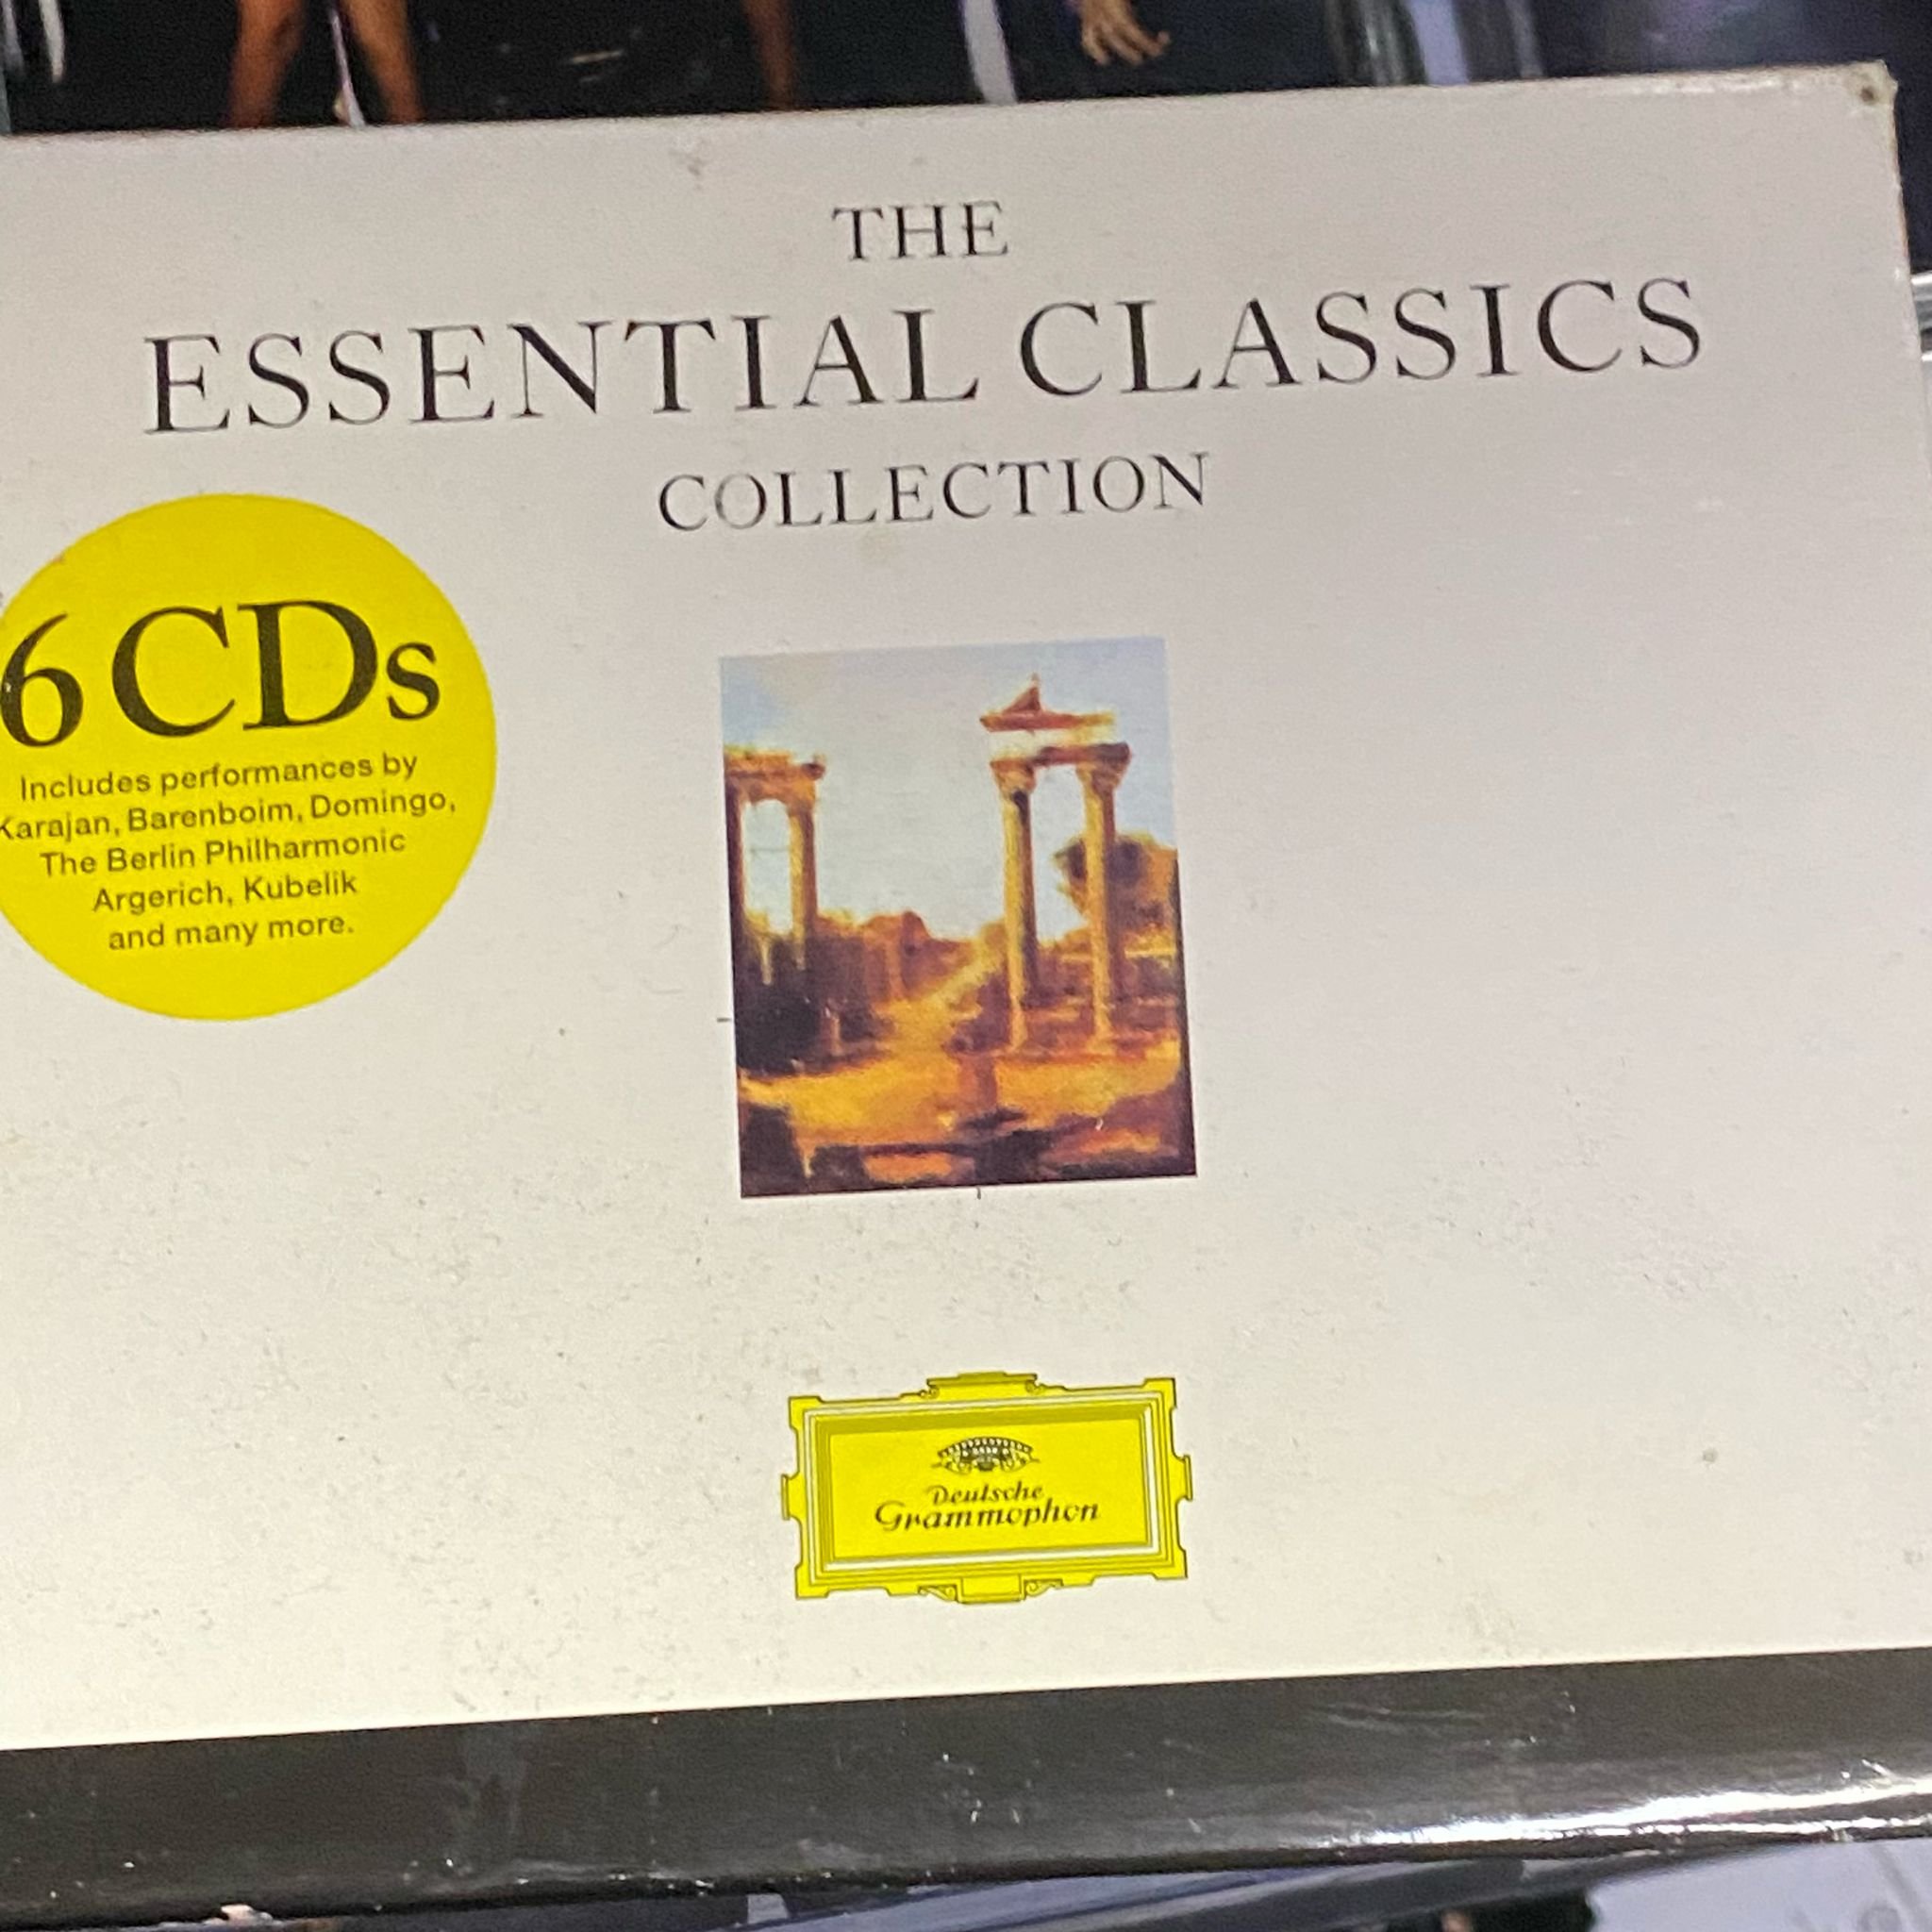 THE
ESSENTIAL CLASSICS
COLLECTION
6 CDs
Includes performances by
Karajan, Barenboim, Domingo,
The Berlin Philharmonic
Argerich, Kubelik
and many more.
Deutsche
Grammophon